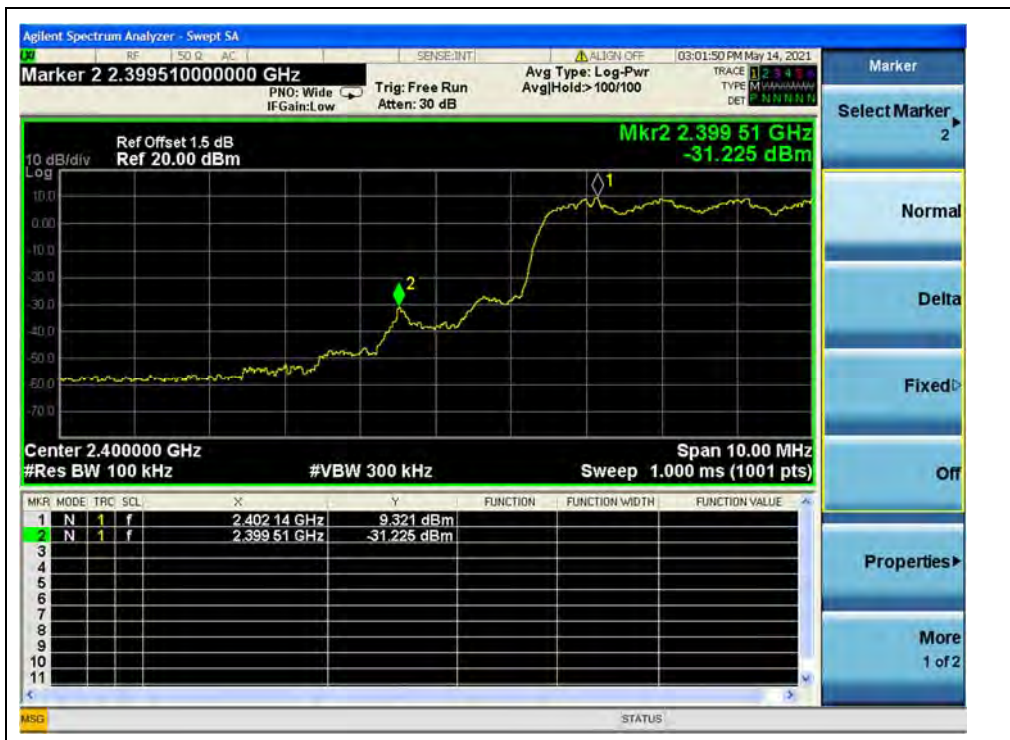 Agilent Spectrum Analyzer - Swept SA
RF 50 Ω AC SENSE:INT ALIGN OFF 03:01:50 PM May 14, 2021
Marker 2 2.399510000000 GHz
PNO: Wide Trig: Free Run Avg Type: Log-Pwr TRACE 1 2 3 4 5 6
IFGain:Low Atten: 30 dB Avg|Hold:> 100/100 TYPE M
DET P N N N N N
Ref Offset 1.5 dB Mkr2 2.399 51 GHz
10 dB/div Ref 20.00 dBm -31.225 dBm
Log
10.0
0.00
-10.0
-20.0
-30.0
-40.0
-50.0
-60.0
-70.0
1
2
Center 2.400000 GHz Span 10.00 MHz
#Res BW 100 kHz #VBW 300 kHz Sweep 1.000 ms (1001 pts)
MKR MODE TRC SCL X Y FUNCTION FUNCTION WIDTH FUNCTION VALUE
1 N 1 f 2.402 14 GHz 9.321 dBm
2 N 1 f 2.399 51 GHz -31.225 dBm
3
4
5
6
7
8
9
10
11
MSG STATUS
Marker
Select Marker
2
Normal
Delta
Fixed
Off
Properties
More
1 of 2